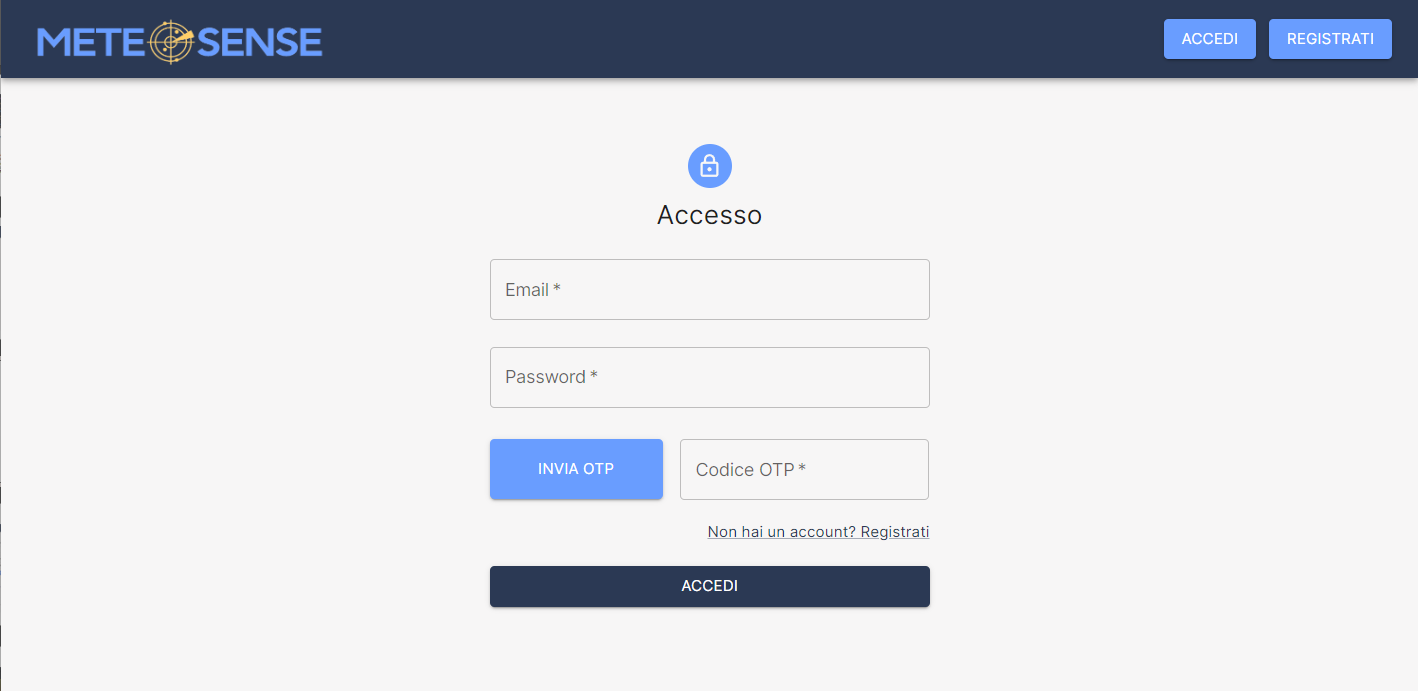 METEOSENSE
ACCEDI
REGISTRATI
Accesso
Email *
Password *
INVIA OTP
Codice OTP *
Non hai un account? Registrati
ACCEDI